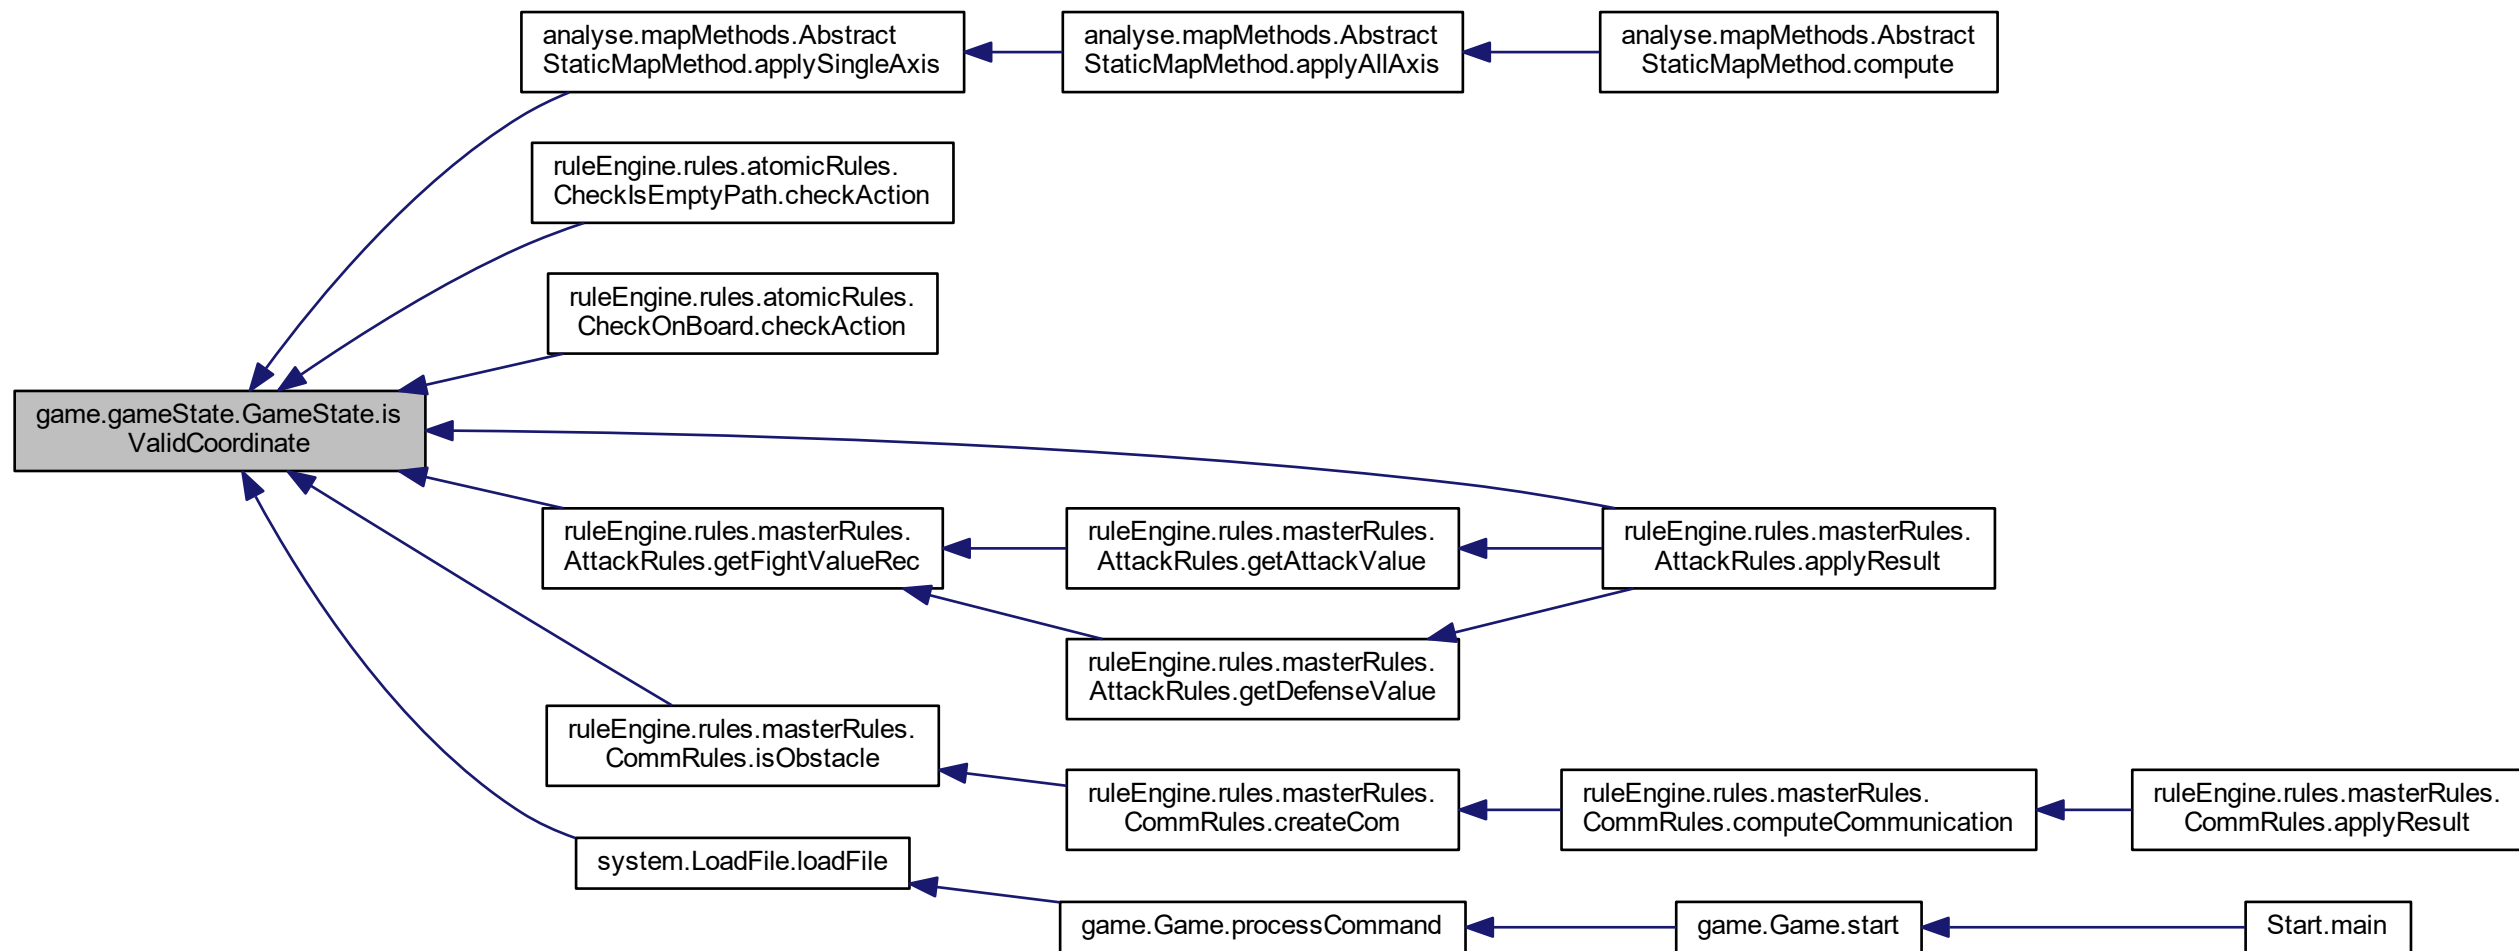 analyse.mapMethods.Abstract
StaticMapMethod.applySingleAxis
analyse.mapMethods.Abstract
StaticMapMethod.applyAllAxis
analyse.mapMethods.Abstract
StaticMapMethod.compute
ruleEngine.rules.atomicRules.
CheckIsEmptyPath.checkAction
ruleEngine.rules.atomicRules.
CheckOnBoard.checkAction
game.gameState.GameState.is
ValidCoordinate
ruleEngine.rules.masterRules.
AttackRules.getFightValueRec
ruleEngine.rules.masterRules.
AttackRules.getAttackValue
ruleEngine.rules.masterRules.
AttackRules.applyResult
ruleEngine.rules.masterRules.
AttackRules.getDefenseValue
ruleEngine.rules.masterRules.
CommRules.isObstacle
ruleEngine.rules.masterRules.
CommRules.createCom
ruleEngine.rules.masterRules.
CommRules.computeCommunication
ruleEngine.rules.masterRules.
CommRules.applyResult
system.LoadFile.loadFile
game.Game.processCommand
game.Game.start
Start.main